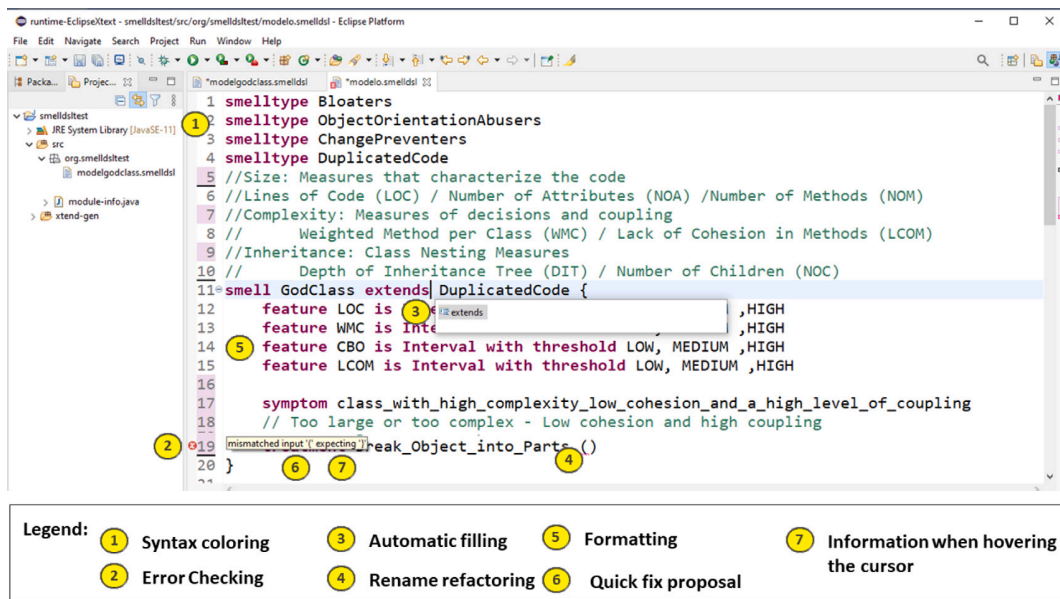 runtime-EclipseXtext - smelldsltest/src/org/smelldsltest/modelo.smelldsl - Eclipse Platform
File Edit Navigate Search Project Run Window Help
Packa... Projec... *modelgodclass.smelldsl *modelo.smelldsl
smelldsltest
JRE System Library [JavaSE-11]
src
org.smelldsltest
modelgodclass.smelldsl
module-info.java
xtend-gen
1 smelltype Bloaters
1 2 smelltype ObjectOrientationAbusers
3 smelltype ChangePreventers
4 smelltype DuplicatedCode
5 //Size: Measures that characterize the code
6 //Lines of Code (LOC) / Number of Attributes (NOA) /Number of Methods (NOM)
7 //Complexity: Measures of decisions and coupling
8 // Weighted Method per Class (WMC) / Lack of Cohesion in Methods (LCOM)
9 //Inheritance: Class Nesting Measures
10 // Depth of Inheritance Tree (DIT) / Number of Children (NOC)
11 smell GodClass extends DuplicatedCode {
12 feature LOC is 3 extends ,HIGH
13 feature WMC is Inte ,HIGH
14 5 feature CBO is Interval with threshold LOW, MEDIUM ,HIGH
15 feature LCOM is Interval with threshold LOW, MEDIUM ,HIGH
16
17 symptom class_with_high_complexity_low_cohesion_and_a_high_level_of_coupling
18 // Too large or too complex - Low cohesion and high coupling
2 19 mismatched input '(' expecting '}' reak_Object_into_Parts ()
20 } 6 7 4
Legend:
1 Syntax coloring 3 Automatic filling 5 Formatting 7 Information when hovering the cursor
2 Error Checking 4 Rename refactoring 6 Quick fix proposal